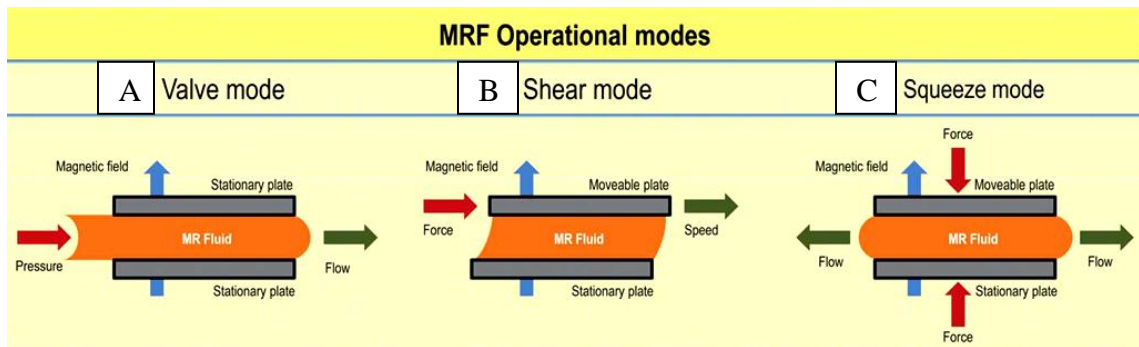 MRF Operational modes
A Valve mode
B Shear mode
C Squeeze mode
Magnetic field
Stationary plate
MR Fluid
Pressure
Flow
Stationary plate
Magnetic field
Moveable plate
Force
MR Fluid
Speed
Stationary plate
Force
Magnetic field
Moveable plate
MR Fluid
Flow
Flow
Stationary plate
Force